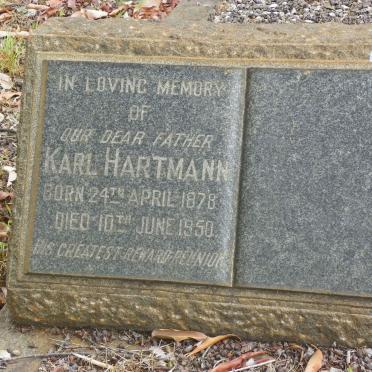 IN LOVING MEMORY
OF
OUR DEAR FATHER
KARL HARTMANN
BORN 24TH APRIL 1878.
DIED 10TH JUNE 1950.
HIS GREATEST REWARD REUNION